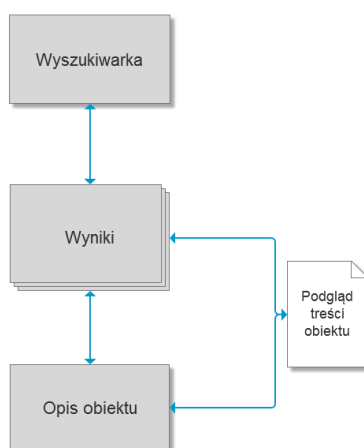 Wyszukiwarka
Wyniki
Podgląd
treści
obiektu
Opis obiektu